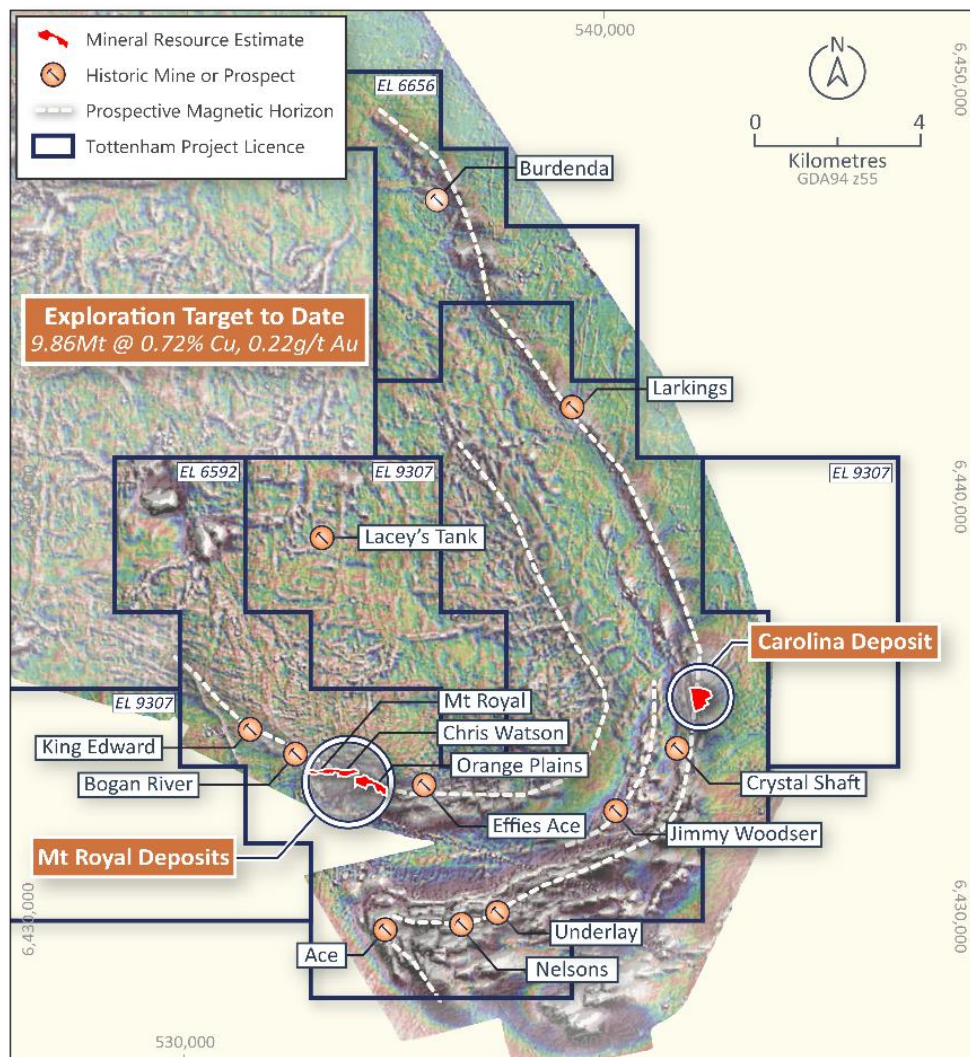 Mineral Resource Estimate
Historic Mine or Prospect
Prospective Magnetic Horizon
Tottenham Project Licence
540,000
6,450,000
N
0 4
Kilometres
GDA94 z55
EL 6656
Burdenda
Exploration Target to Date
9.86Mt @ 0.72% Cu, 0.22g/t Au
Larkings
EL 6592
EL 9307
EL 9307
6,440,000
Lacey's Tank
Carolina Deposit
EL 9307
Mt Royal
King Edward
Chris Watson
Bogan River
Orange Plains
Crystal Shaft
Effies Ace
Jimmy Woodser
Mt Royal Deposits
6,430,000
6,430,000
Underlay
Ace
Nelsons
530,000